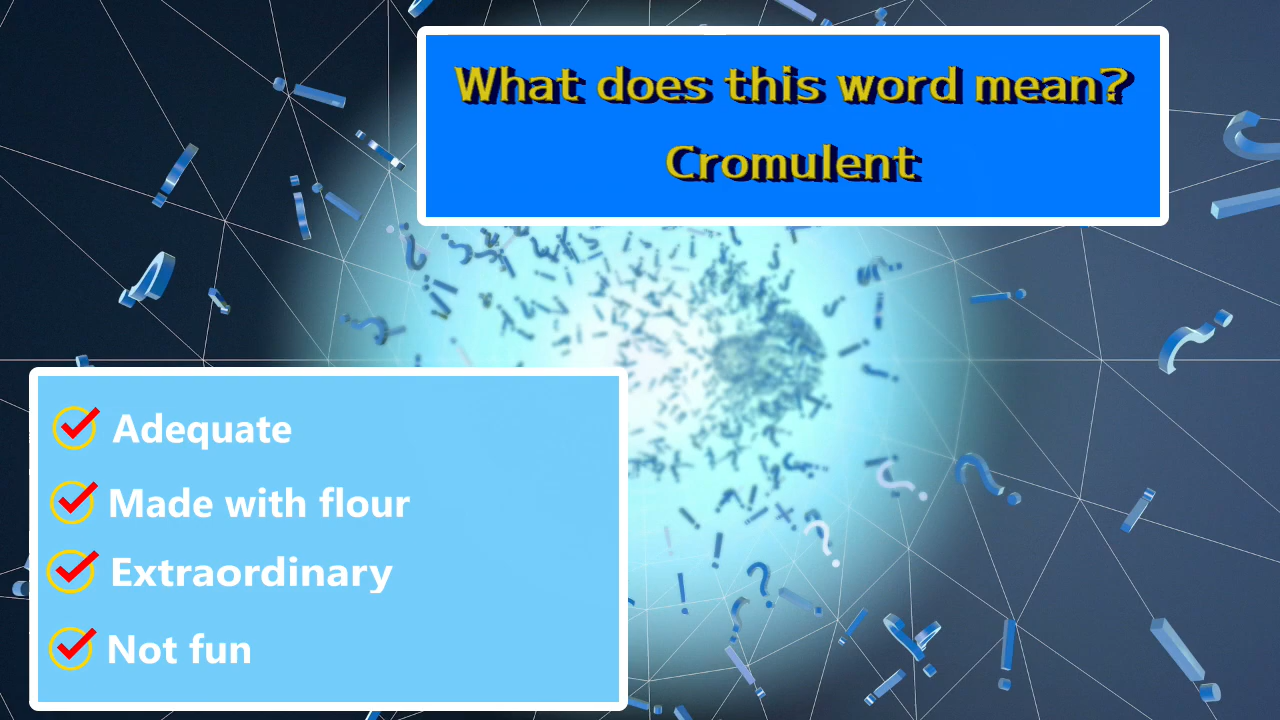 What does this word mean?
Cromulent
Adequate
Made with flour
Extraordinary
Not fun